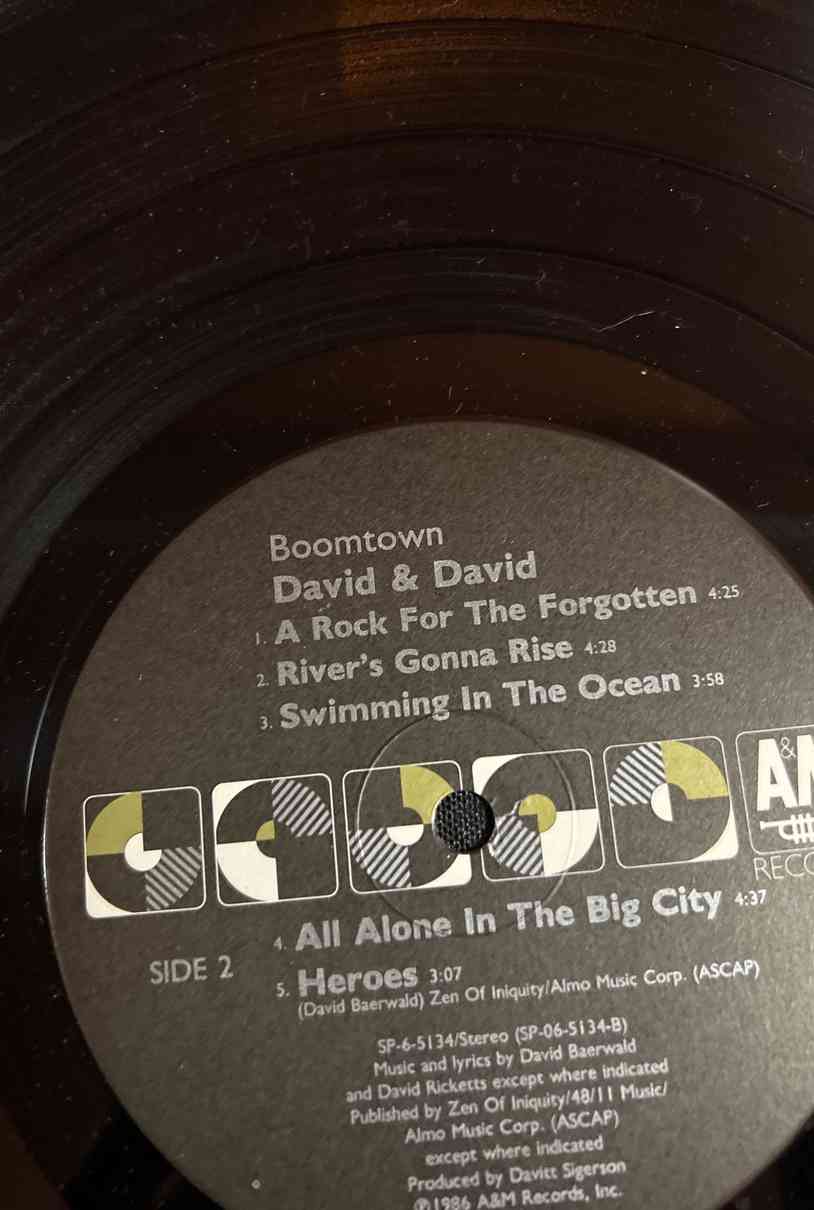 Boomtown
David & David
1. A Rock For The Forgotten 4:25
2. River's Gonna Rise 4:28
3. Swimming In The Ocean 3:58
&
4. All Alone In The Big City 4:37
SIDE 2
5. Heroes 3:07
(David Baerwald) Zen Of Iniquity/Almo Music Corp. (ASCAP)
SP-6-5134/Stereo (SP-06-5134-B)
Music and lyrics by David Baerwald
and David Ricketts except where indicated
Published by Zen Of Iniquity/48/11 Music/
Almo Music Corp. (ASCAP)
except where indicated
Produced by Davitt Sigerson
℗1986 A&M Records, Inc.